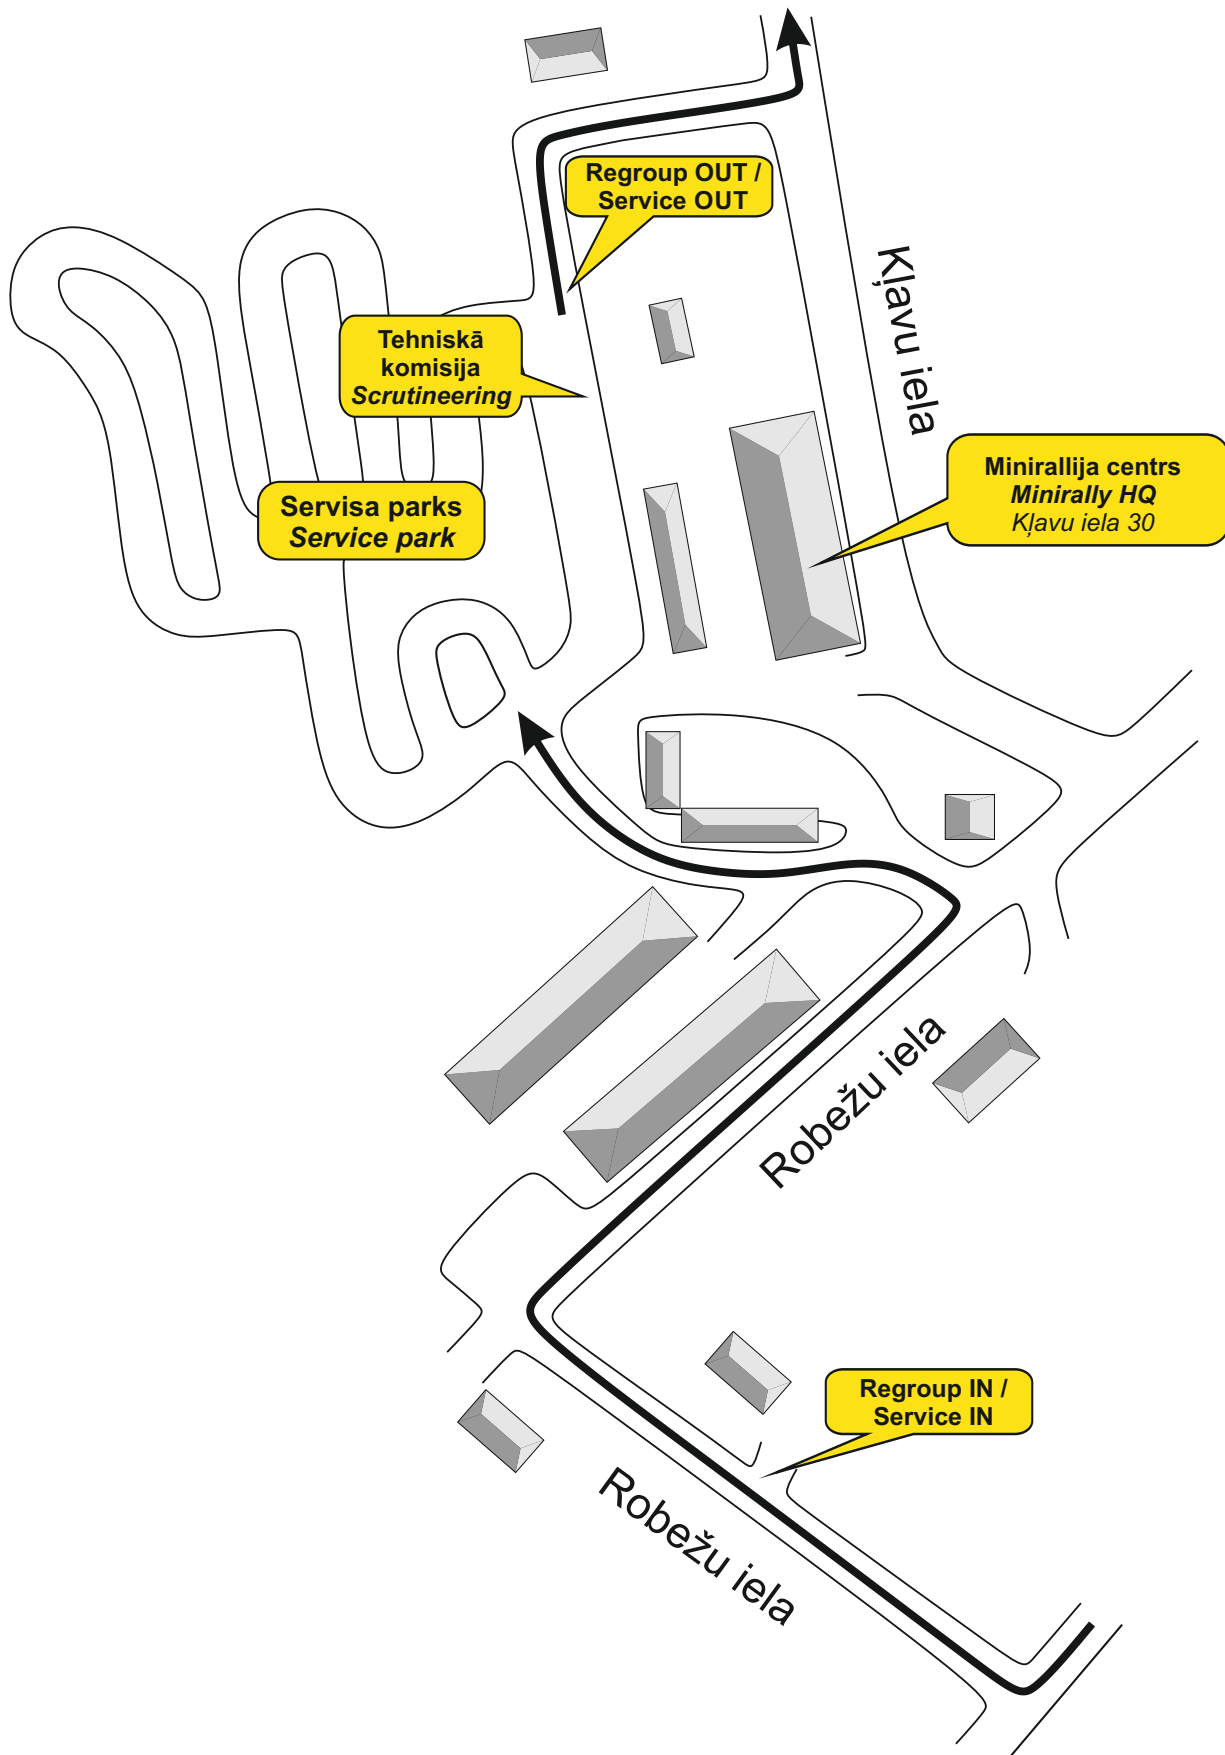 Regroup OUT /
Service OUT
Kļavu iela
Tehniskā
komisija
Scrutineering
Minirallija centrs
Minirally HQ
Kļavu iela 30
Servisa parks
Service park
Robežu iela
Regroup IN /
Service IN
Robežu iela